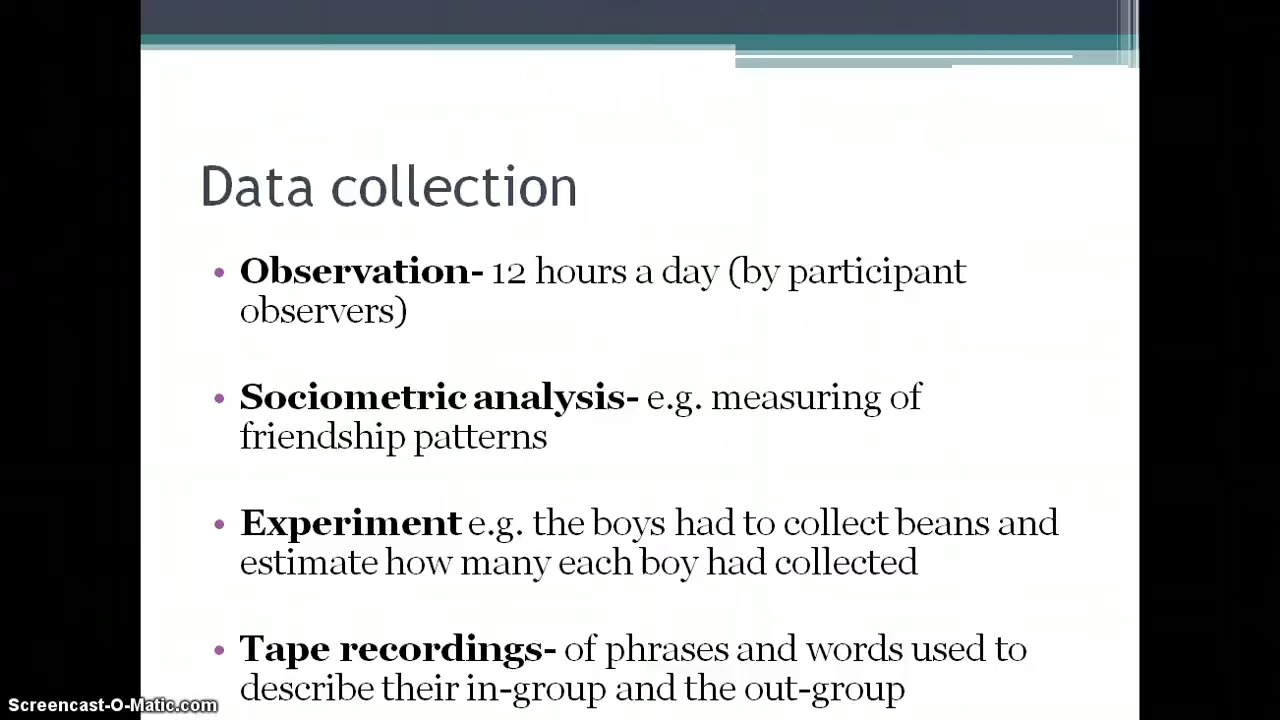 Data collection
• Observation- 12 hours a day (by participant
observers)
• Sociometric analysis- e.g. measuring of
friendship patterns
• Experiment e.g. the boys had to collect beans and
estimate how many each boy had collected
• Tape recordings- of phrases and words used to
describe their in-group and the out-group
Screencast-O-Matic.com